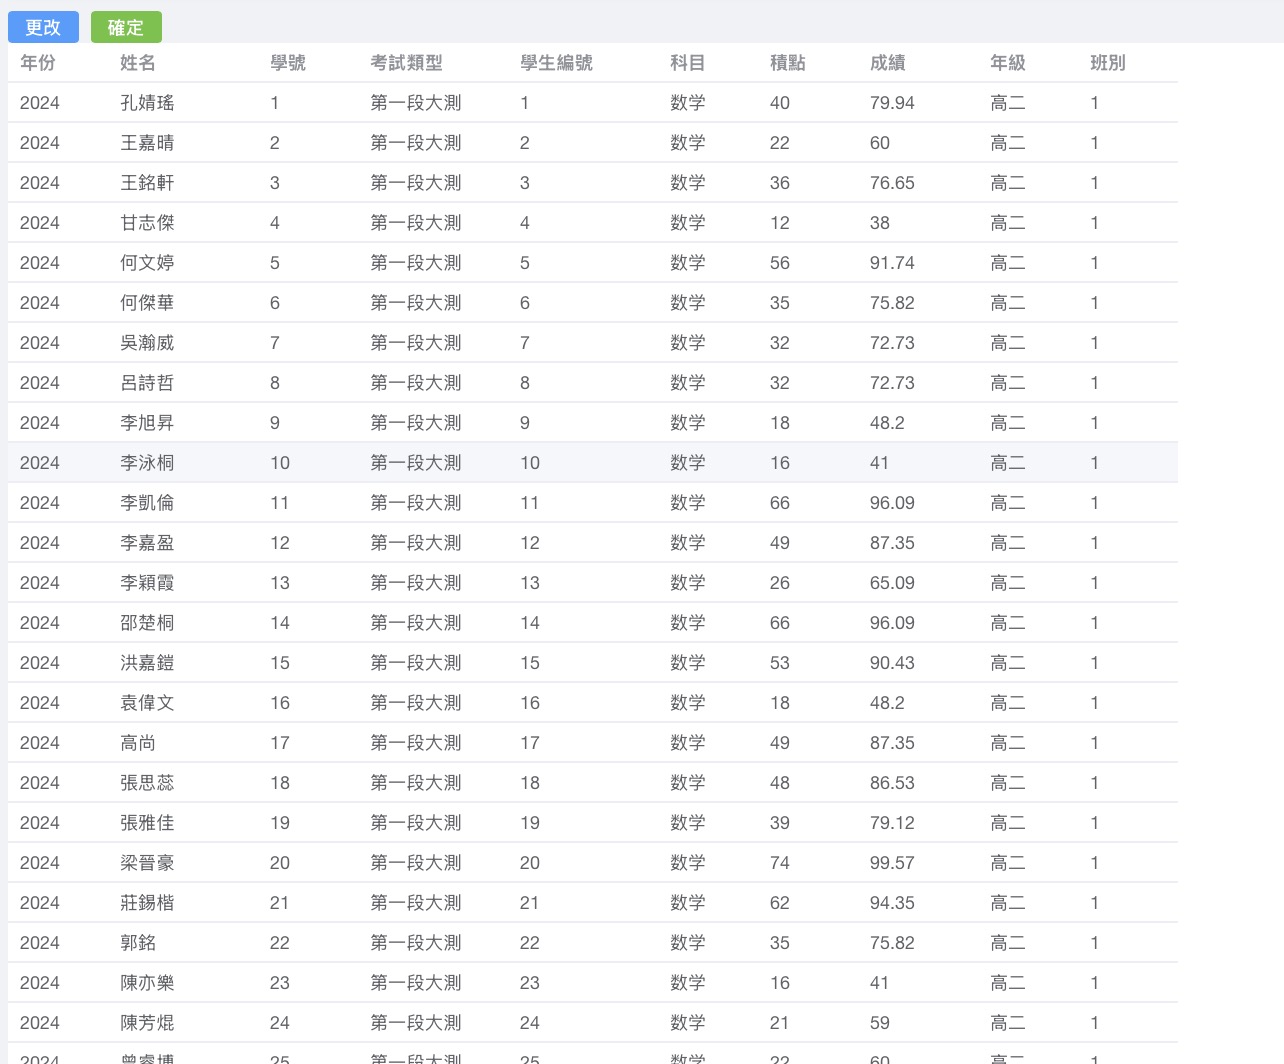 更改 確定
年份 姓名 學號 考試類型 學生編號 科目 積點 成績 年級 班別
2024 孔婧瑤 1 第一段大測 1 数学 40 79.94 高二 1
2024 王嘉晴 2 第一段大測 2 数学 22 60 高二 1
2024 王銘軒 3 第一段大測 3 数学 36 76.65 高二 1
2024 甘志傑 4 第一段大測 4 数学 12 38 高二 1
2024 何文婷 5 第一段大測 5 数学 56 91.74 高二 1
2024 何傑華 6 第一段大測 6 数学 35 75.82 高二 1
2024 吳瀚威 7 第一段大測 7 数学 32 72.73 高二 1
2024 呂詩哲 8 第一段大測 8 数学 32 72.73 高二 1
2024 李旭昇 9 第一段大測 9 数学 18 48.2 高二 1
2024 李泳桐 10 第一段大測 10 数学 16 41 高二 1
2024 李凱倫 11 第一段大測 11 数学 66 96.09 高二 1
2024 李嘉盈 12 第一段大測 12 数学 49 87.35 高二 1
2024 李穎霞 13 第一段大測 13 数学 26 65.09 高二 1
2024 邵楚桐 14 第一段大測 14 数学 66 96.09 高二 1
2024 洪嘉鎧 15 第一段大測 15 数学 53 90.43 高二 1
2024 袁偉文 16 第一段大測 16 数学 18 48.2 高二 1
2024 高尚 17 第一段大測 17 数学 49 87.35 高二 1
2024 張思蕊 18 第一段大測 18 数学 48 86.53 高二 1
2024 張雅佳 19 第一段大測 19 数学 39 79.12 高二 1
2024 梁晉豪 20 第一段大測 20 数学 74 99.57 高二 1
2024 莊錫楷 21 第一段大測 21 数学 62 94.35 高二 1
2024 郭銘 22 第一段大測 22 数学 35 75.82 高二 1
2024 陳亦樂 23 第一段大測 23 数学 16 41 高二 1
2024 陳芳焜 24 第一段大測 24 数学 21 59 高二 1
2024 曾睿博 25 第一段大測 25 数学 22 60 高二 1